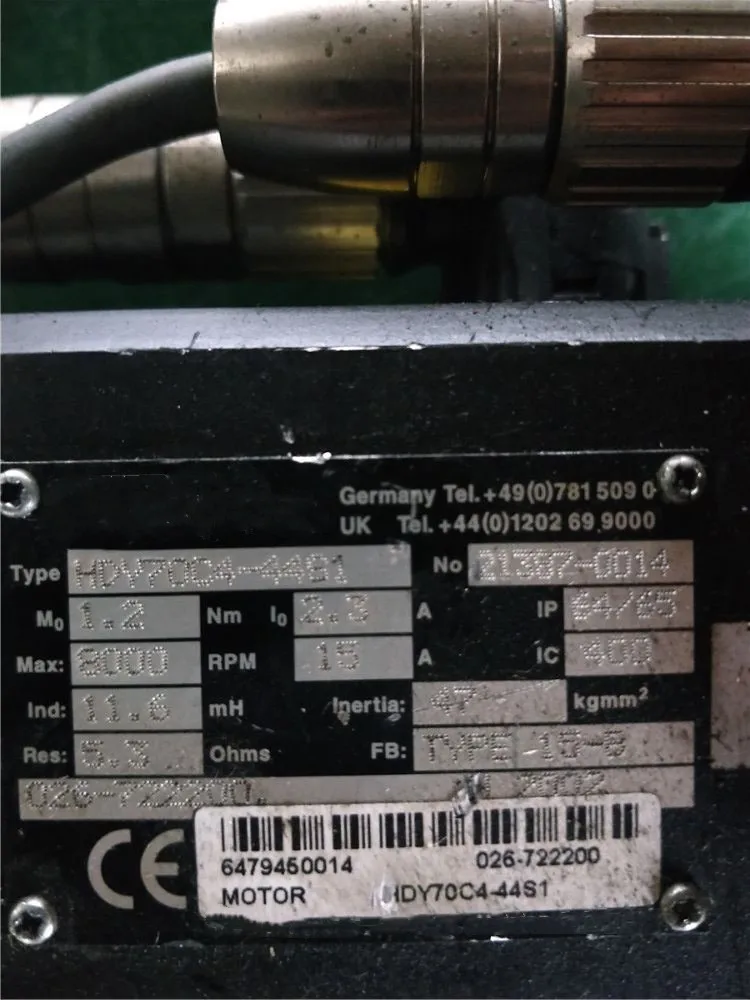 Germany Tel. +49(0)781 509 0
UK Tel. +44(0)1202 69 9000
Type HDY70C4-44S1 No 21387-0014
M₀ 1.2 Nm I₀ 2.3 A IP 64/65
Max: 8000 RPM 15 A IC 400
Ind: 11.6 mH Inertia: 47 kgmm²
Res: 5.3 Ohms FB: TYPE 15-B
026-722200. 2002
CE
6479450014 026-722200
MOTOR HDY70C4-44S1